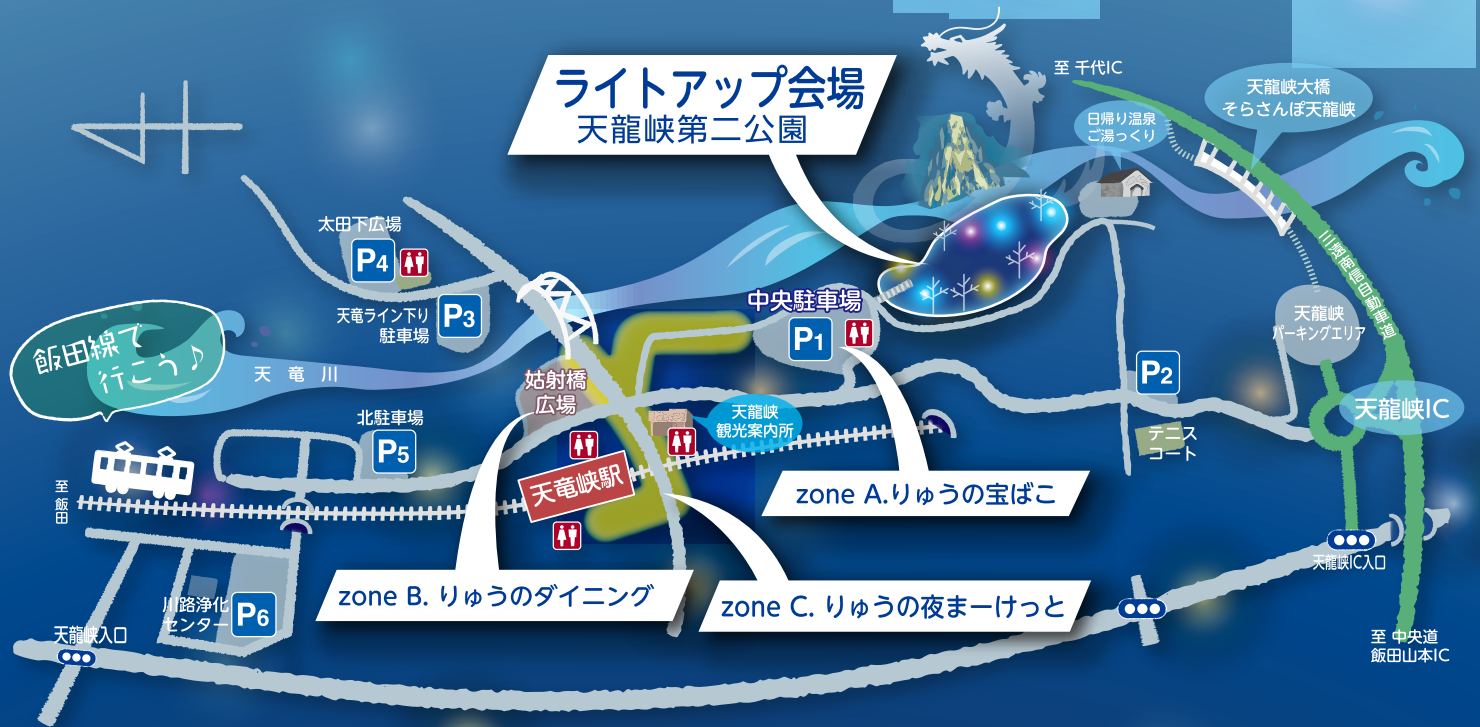 ライトアップ会場
天龍峡第二公園
至 千代IC
天龍峡大橋
そらさんぽ天龍峡
日帰り温泉
ご湯っくり
三遠南信自動車道
太田下広場
P4
天竜ライン下り
駐車場
P3
飯田線で
行こう♪
天竜川
中央駐車場
P1
天龍峡
パーキングエリア
姑射橋
広場
天龍峡
観光案内所
P2
テニス
コート
天龍峡IC
北駐車場
P5
至 飯田
天竜峡駅
zone A.りゅうの宝ばこ
zone B. りゅうのダイニング
zone C. りゅうの夜まーけっと
川路浄化
センター
P6
天龍峡入口
天龍峡IC入口
至 中央道
飯田山本IC